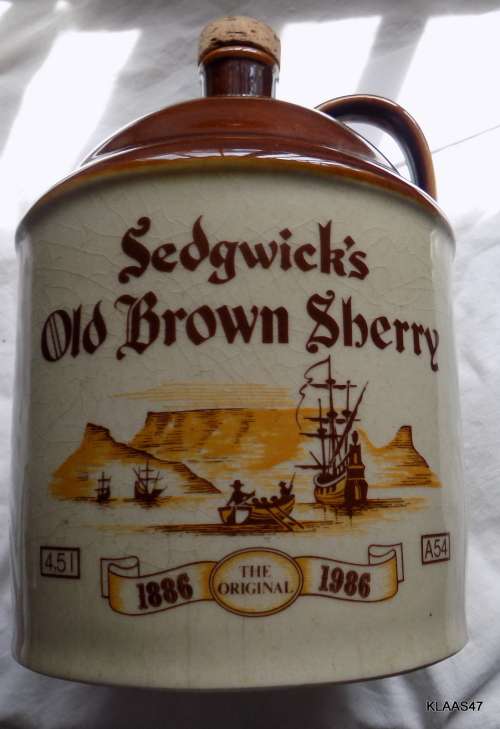 Sedgwick's
Old Brown Sherry
4,5 l
A54
1886 THE ORIGINAL 1986
KLAAS47